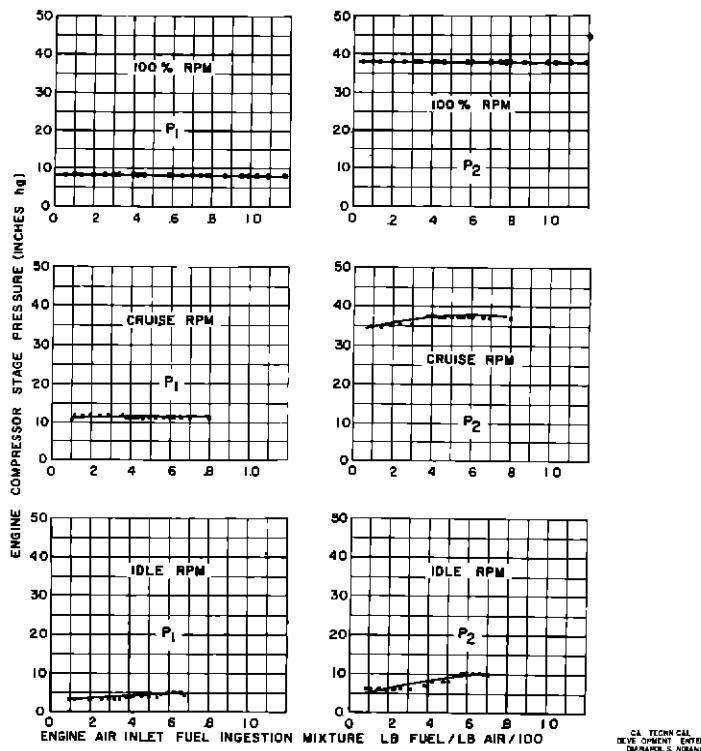 ENGINE COMPRESSOR STAGE PRESSURE (INCHES hg)
50
40
30
20
10
0
100 % RPM
P1
0 2 4 .6 8 10
50
40
30
20
10
0
100 % RPM
P2
0 .2 4 6 8 10
50
40
30
20
10
0
CRUISE RPM
P1
0 .2 .4 .6 .8 1.0
50
40
30
20
10
0
CRUISE RPM
P2
0 2 4 6 8 10
50
40
30
20
10
0
IDLE RPM
P1
0 .2 4 6 8 10
50
40
30
20
10
0
IDLE RPM
P2
0 2 4 6 8 10
ENGINE AIR INLET FUEL INGESTION MIXTURE LB FUEL/LB AIR/100